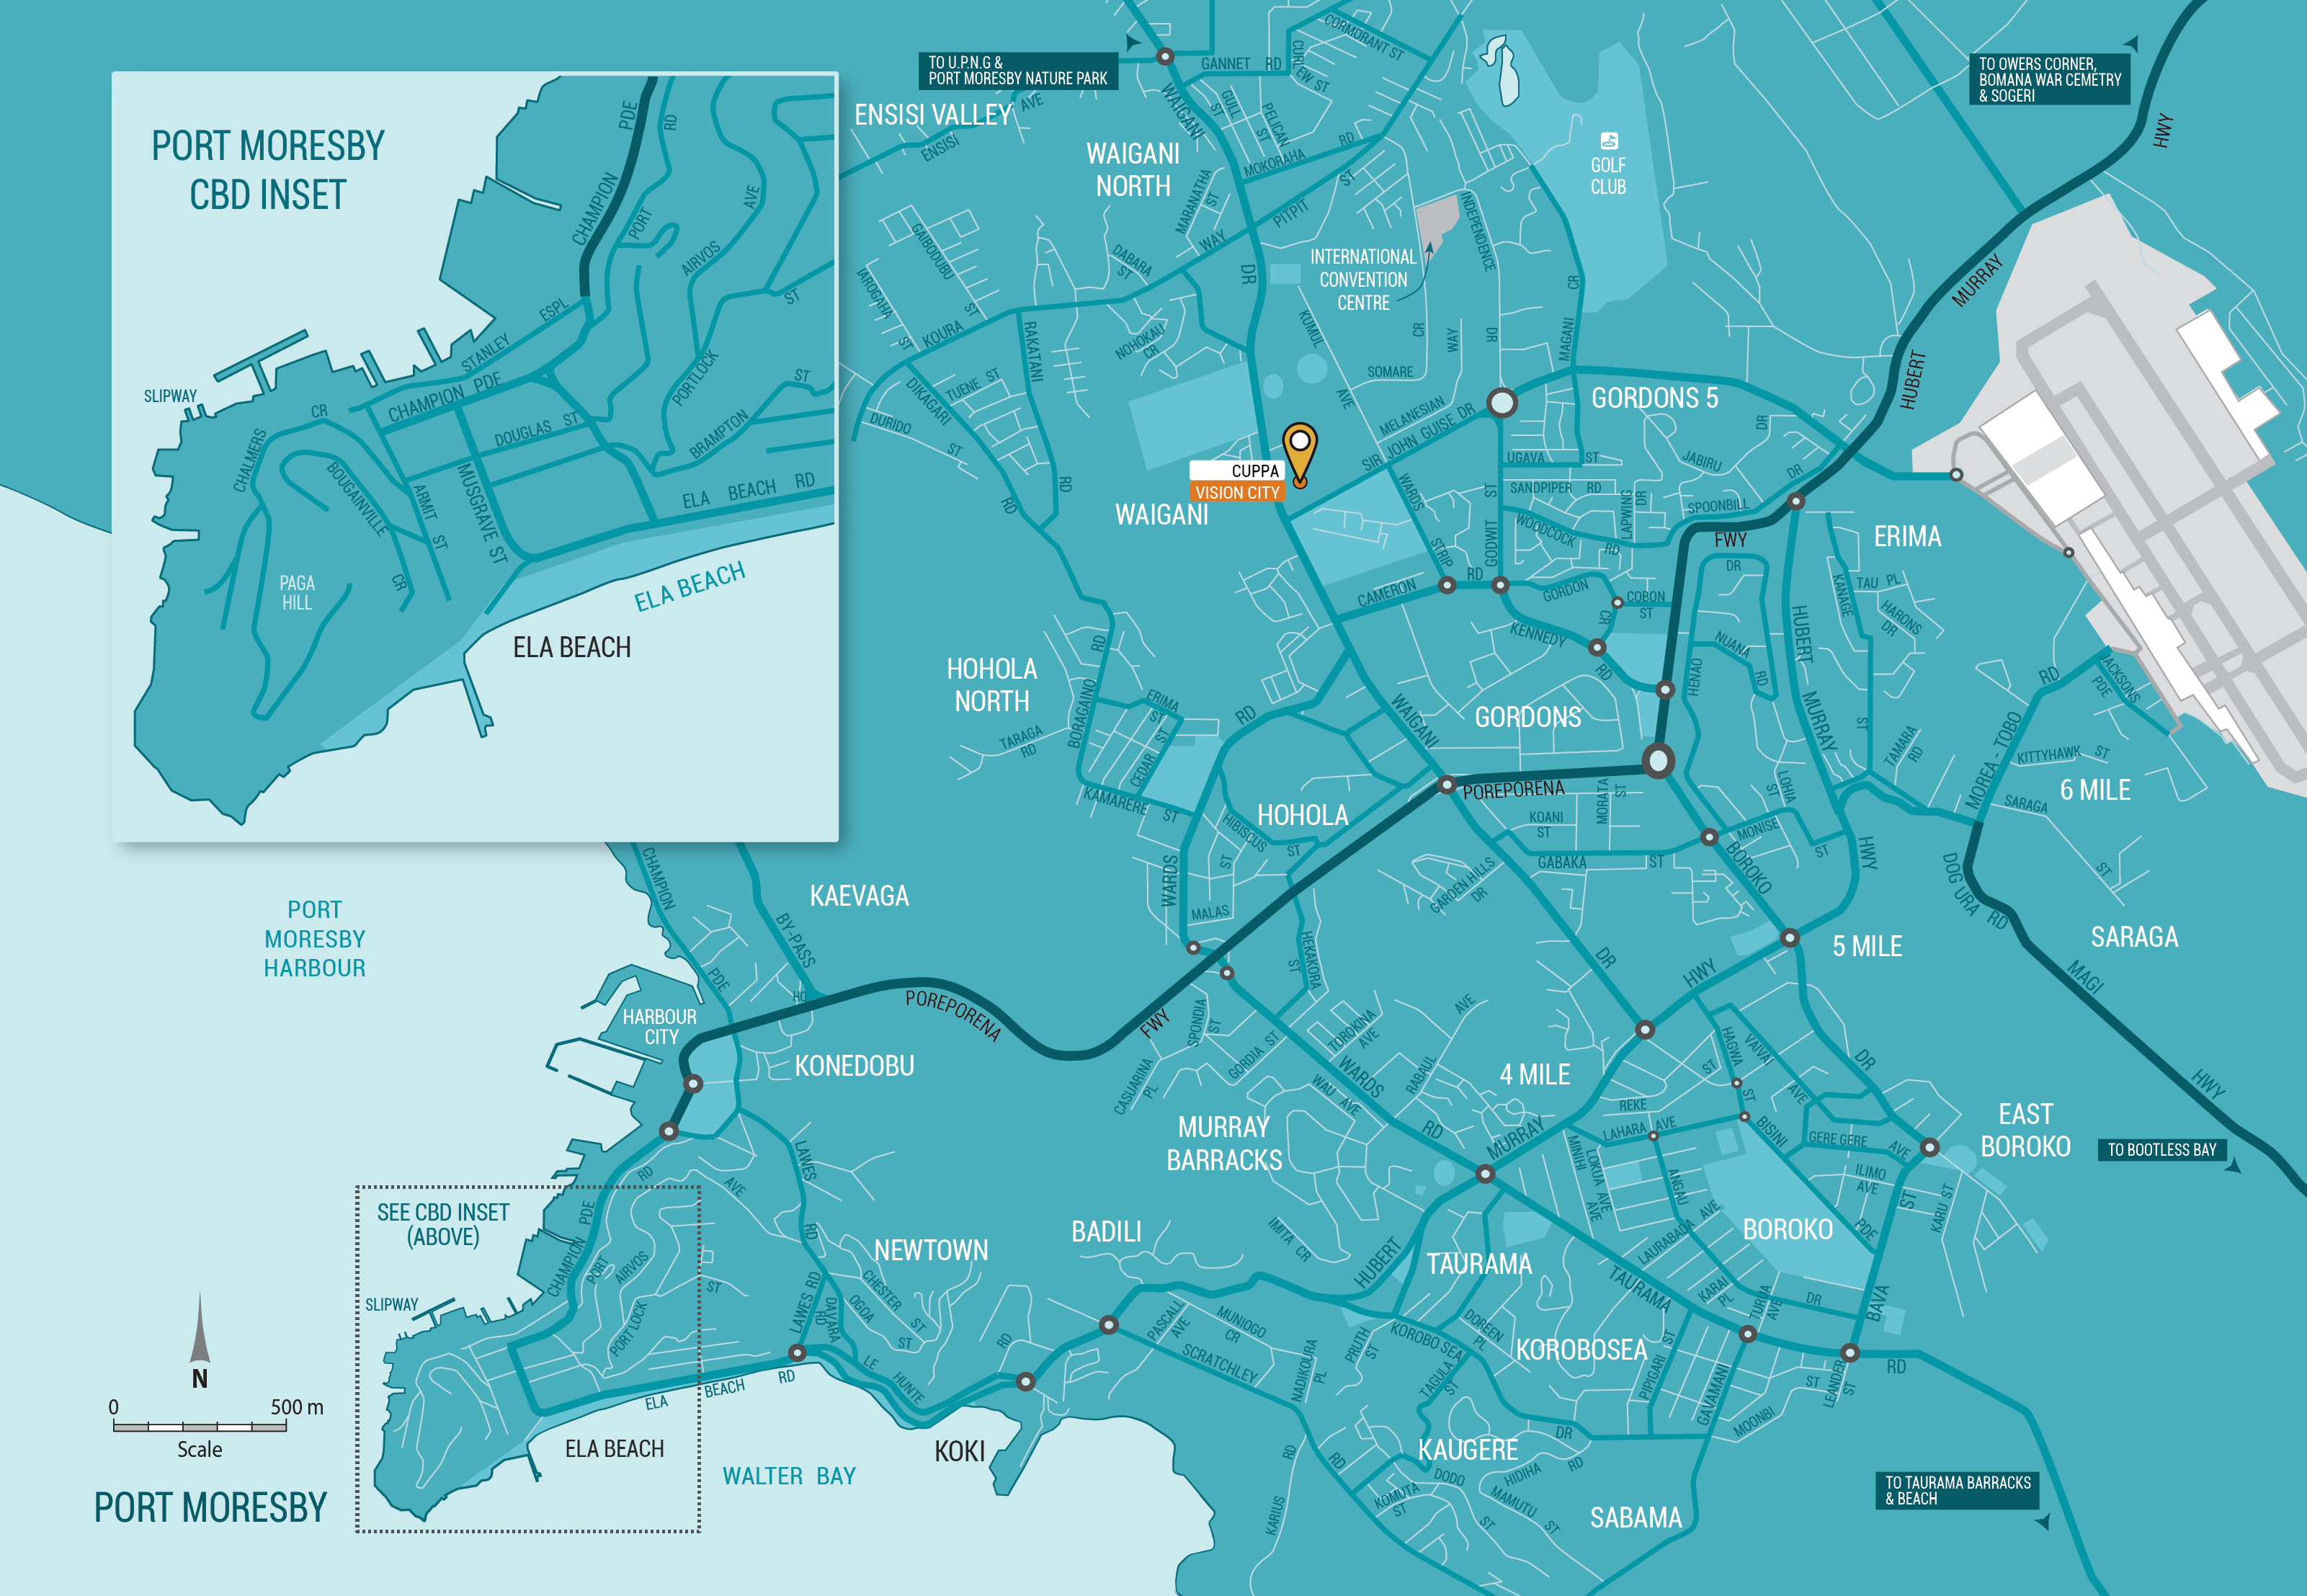 PORT MORESBY
CBD INSET
CHAMPION PDE
PORT RD
AIRVOS AVE
STANLEY ESPL
CHAMPION PDE
PORTLOCK ST
BRAMPTON ST
DOUGLAS ST
SLIPWAY
CHALMERS CR
BOUGAINVILLE CR
ARMIT ST
MUSGRAVE ST
ELA BEACH RD
PAGA
HILL
ELA BEACH
ELA BEACH
TO U.P.N.G &
PORT MORESBY NATURE PARK
ENSISI VALLEY
ENSISI AVE
WAIGANI
NORTH
WAIGANI DR
GANNET RD
CURLEW ST
CORMORANT ST
GULL ST
PELICAN ST
MOKORAHA RD
MARANATHA ST
PITPIT ST
WAY
DABARA ST
GAIBODUBU ST
IAROGAHA ST
KOURA
RAKATANI RD
NOHOKAU CR
DIKAGARI RD
TUENE ST
DURIDO ST
GOLF
CLUB
INTERNATIONAL
CONVENTION
CENTRE
INDEPENDENCE DR
KUMUL AVE
CR
WAY
MAGANI CR
SOMARE
MELANESIAN
SIR JOHN GUISE DR
GORDONS 5
CUPPA
VISION CITY
WAIGANI
WARDS STRIP
UGAVA ST
SANDPIPER RD
WOODCOCK RD
LAPWING DR
JABIRU DR
SPOONBILL DR
FWY
GODWIT ST
CAMERON RD
GORDON CR
COBON ST
KENNEDY RD
TO OWERS CORNER,
BOMANA WAR CEMETRY
& SOGERI
HUBERT MURRAY HWY
ERIMA
TAU PL
KANAGE ST
HARONS DR
DR
NUANA RD
HENAO
HUBERT MURRAY HWY
TAMARA RD
MOREA - TOBO RD
JACKSONS PDE
KITTYHAWK ST
SARAGA ST
6 MILE
DOGURA RD
SARAGA
MAGI HWY
HOHOLA
NORTH
BORAGAINO RD
TARAGA RD
ERIMA ST
CEDAR ST
KAMARERE ST
RD
HOHOLA
HIBISCUS ST
ST
WARDS
MALAS
HEKAKORA ST
WAIGANI
GORDONS
POREPORENA
MORATA ST
KOANI ST
GABAKA ST
GARDEN HILLS DR
LOHIA ST
MONISE ST
BOROKO DR
5 MILE
DR
HWY
PORT
MORESBY
HARBOUR
CHAMPION PDE
KAEVAGA
BY-PASS
HO
POREPORENA FWY
HARBOUR
CITY
KONEDOBU
SPONDIA ST
CASUARINA PL
GORDIA ST
TOROKINA AVE
WARDS RD
WAU AVE
RABAUL AVE
4 MILE
MURRAY
BARRACKS
MURRAY
HAGWA ST
VAIVAI AVE
ST
REKE
LAHARA AVE
BISINI PDE
GERE GERE AVE
ILIMO AVE
KARU ST
EAST
BOROKO
TO BOOTLESS BAY
MINIHI AVE
LOKUA AVE
ANGAU DR
LAURABADA AVE
BOROKO
KARAI PL
TURUA AVE
BAVA ST
SEE CBD INSET
(ABOVE)
CHAMPION PDE
PORT RD
AIRVOS AVE
PORTLOCK ST
SLIPWAY
LAWES RD
LAWES RD
DAVARA RD
CHESTER ST
OGOA ST
NEWTOWN
BADILI
IMITA CR
HUBERT
TAURAMA
TAURAMA RD
DOREEN PL
KOROBOSEA
KOROBO SEA DR
PIPIGARI ST
GAVAMANI
MOONBI ST
LEANDER ST
PASCALL AVE
MUNIOGO CR
SCRATCHLEY RD
NADIKOURA PL
PRUTH ST
TAGULA ST
LE HUNTE RD
ELA BEACH RD
ELA BEACH
KOKI
WALTER BAY
KARIUS RD
KAUGERE
KOMUTA ST
DODO ST
HIDIHA RD
MAMUTU ST
SABAMA
TO TAURAMA BARRACKS
& BEACH
N
0 500 m
Scale
PORT MORESBY